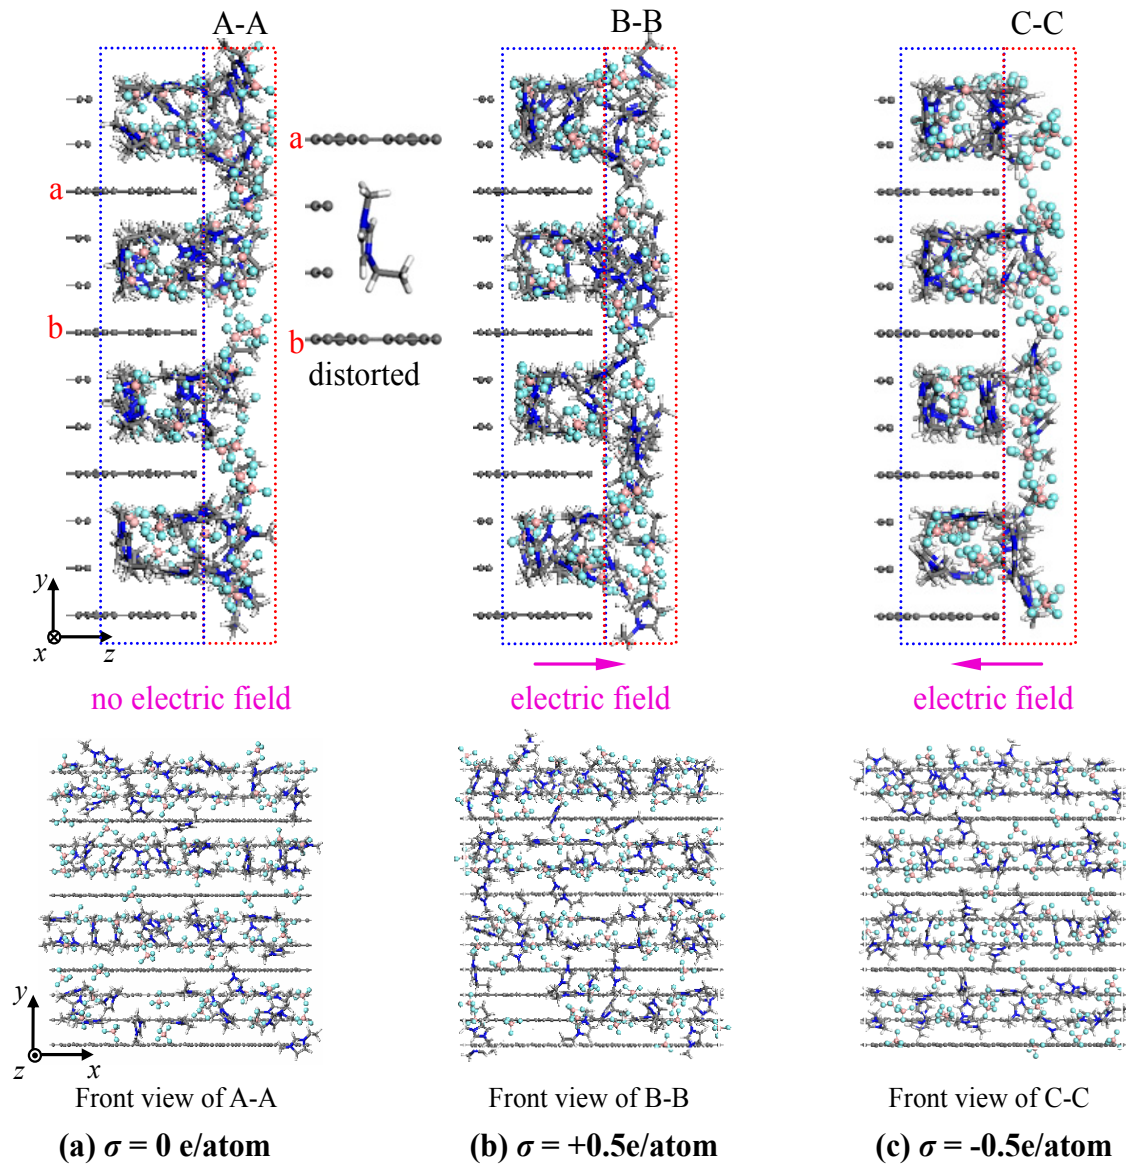 A-A
B-B
C-C
a
a
b
b
distorted
y
x
z
no electric field
electric field
electric field
y
z
x
Front view of A-A
Front view of B-B
Front view of C-C
(a) σ = 0 e/atom
(b) σ = +0.5e/atom
(c) σ = -0.5e/atom